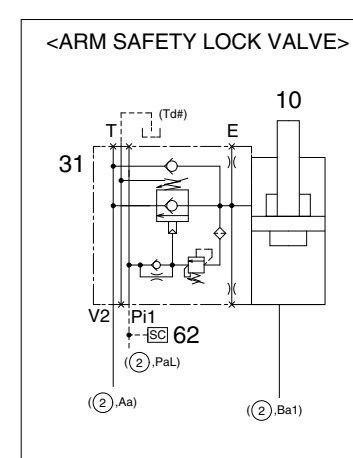 <ARM SAFETY LOCK VALVE>
10
(Td#)
T
E
31
V2
Pi1
SC
62
(2,PaL)
(2,Aa)
(2,Ba1)